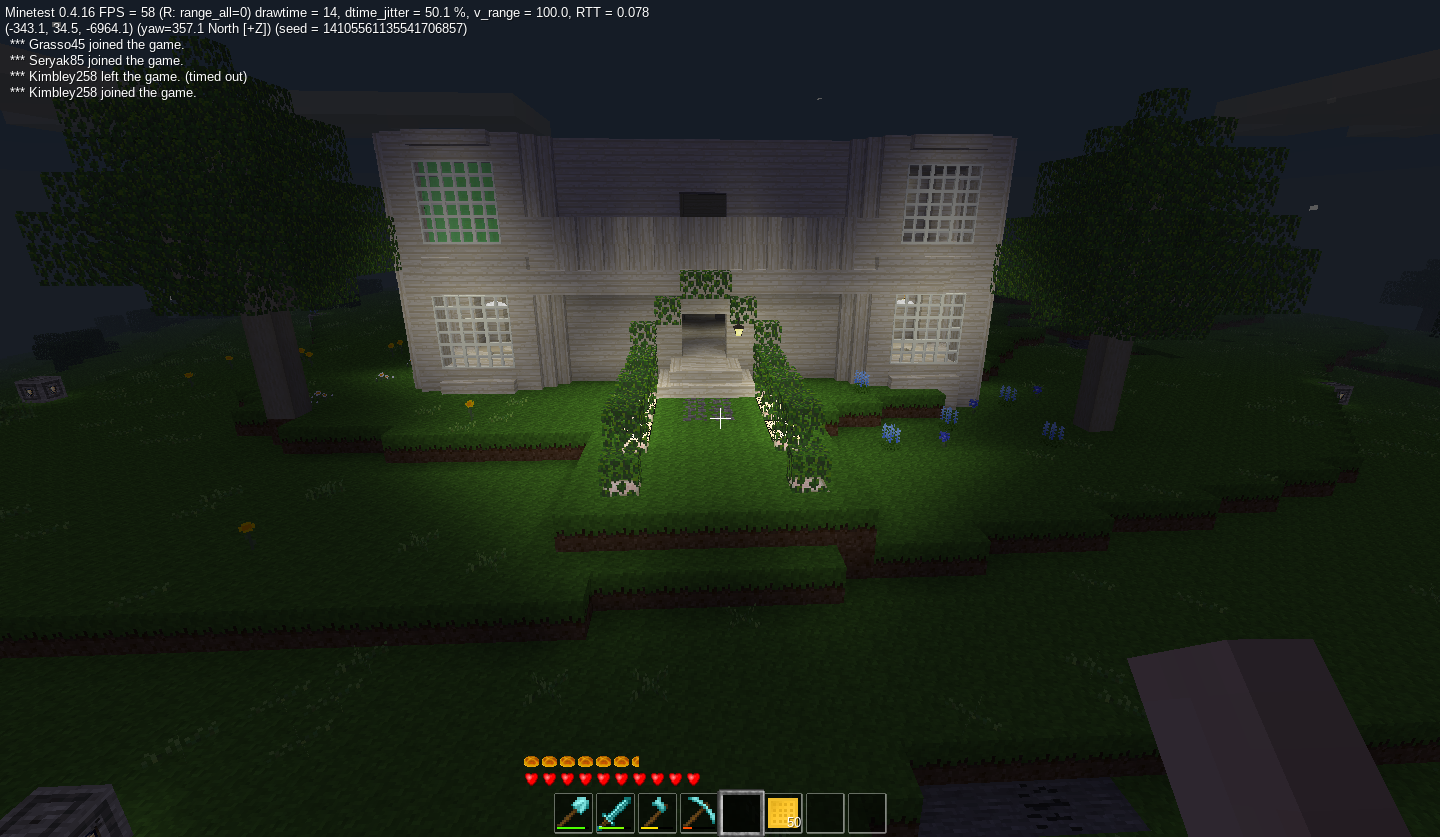 Minetest 0.4.16 FPS = 58 (R: range_all=0) drawtime = 14, dtime_jitter = 50.1 %, v_range = 100.0, RTT = 0.078
(-343.1, 34.5, -6964.1) (yaw=357.1 North [+Z]) (seed = 14105561135541706857)
*** Grasso45 joined the game.
*** Seryak85 joined the game.
*** Kimbley258 left the game. (timed out)
*** Kimbley258 joined the game.
50